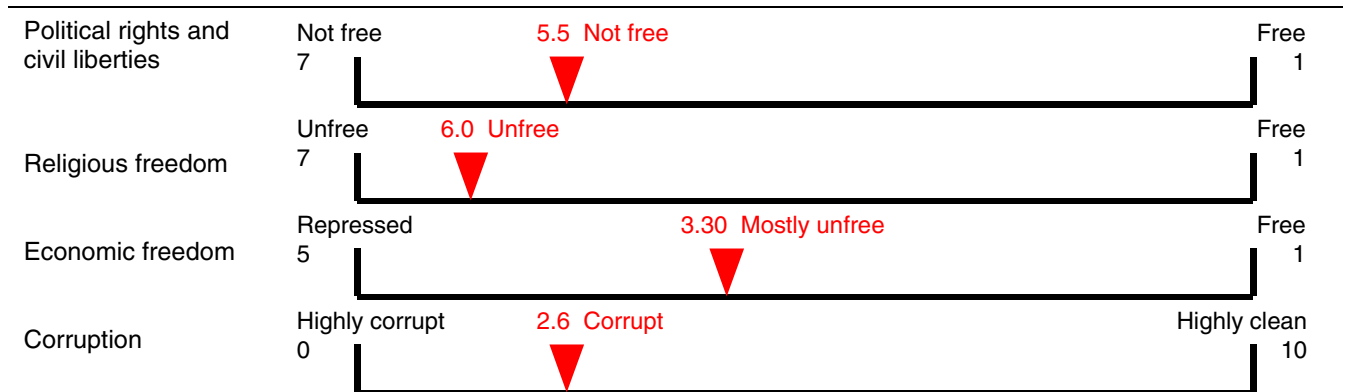 Political rights and
civil liberties
Not free 5.5 Not free Free
7 1
Religious freedom
Unfree 6.0 Unfree Free
7 1
Economic freedom
Repressed 3.30 Mostly unfree Free
5 1
Corruption
Highly corrupt 2.6 Corrupt Highly clean
0 10